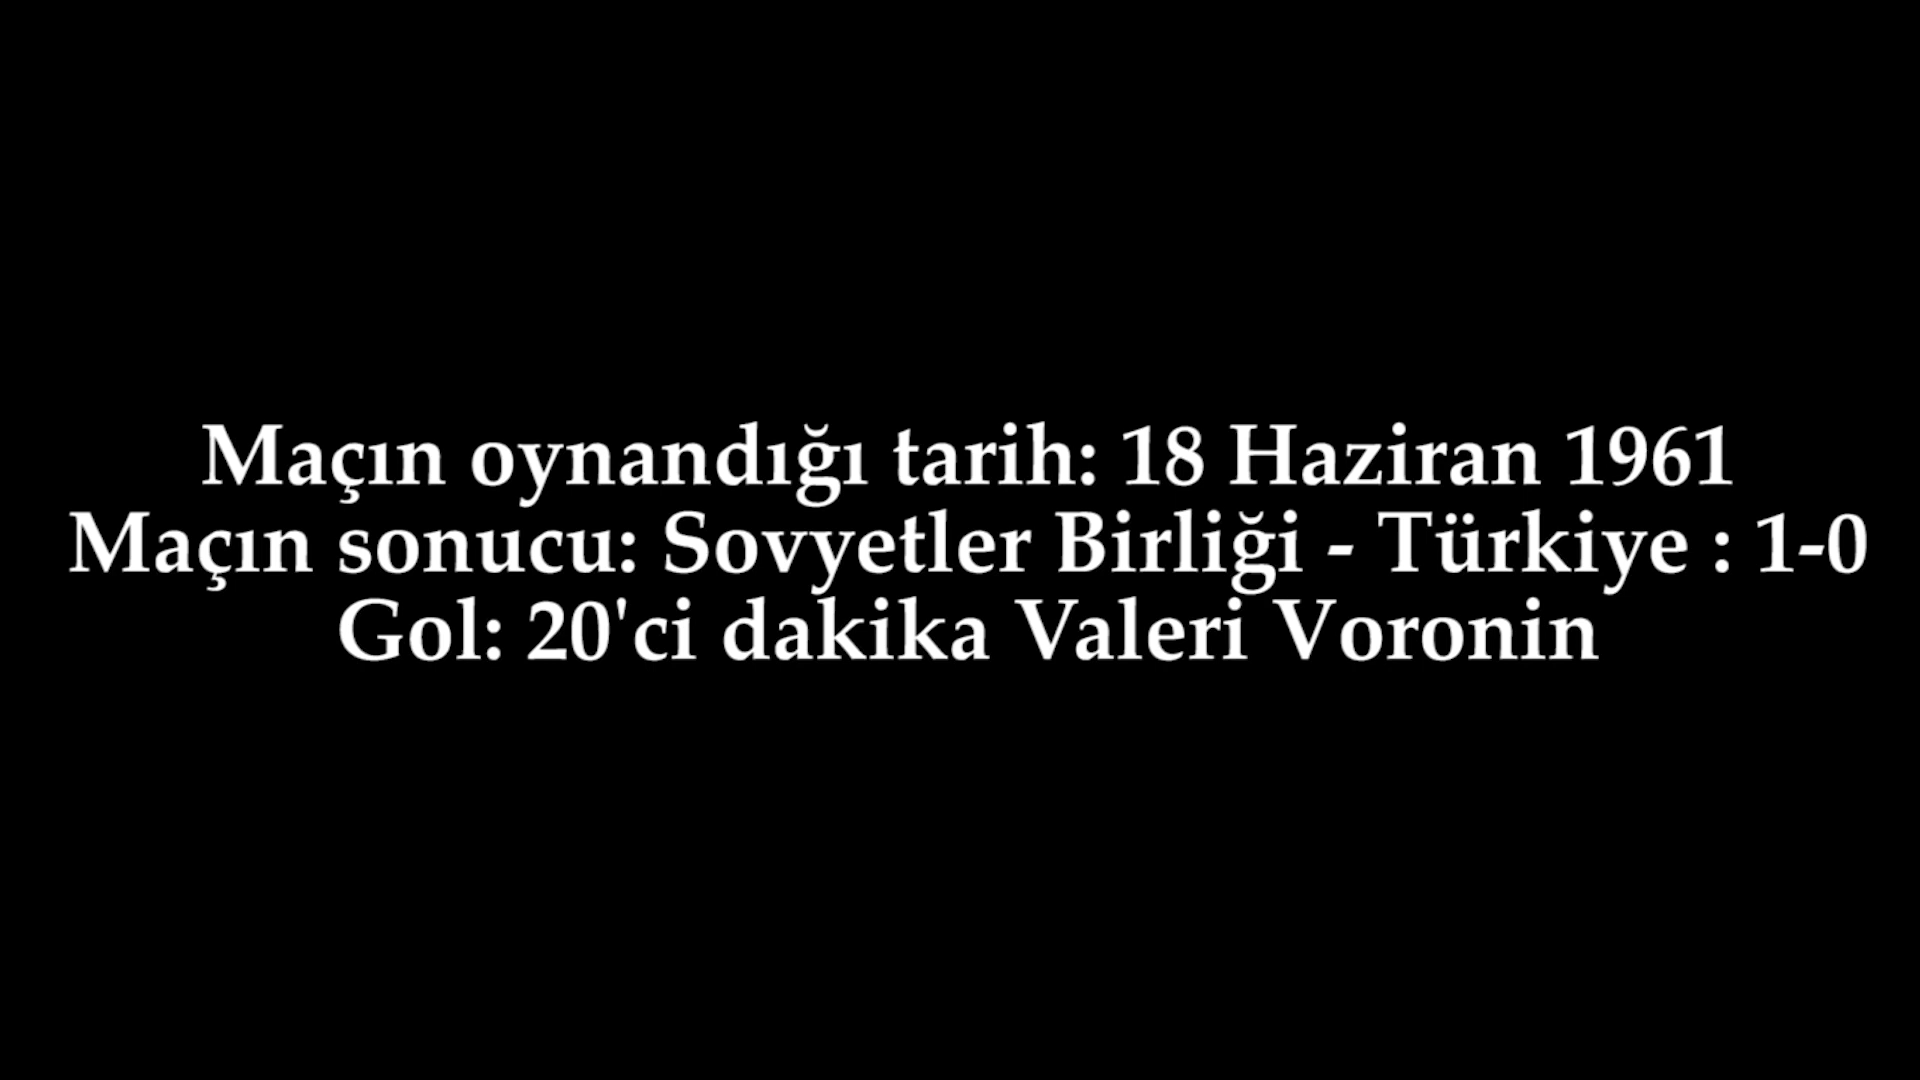 Maçın oynandığı tarih: 18 Haziran 1961
Maçın sonucu: Sovyetler Birliği - Türkiye : 1-0
Gol: 20'ci dakika Valeri Voronin